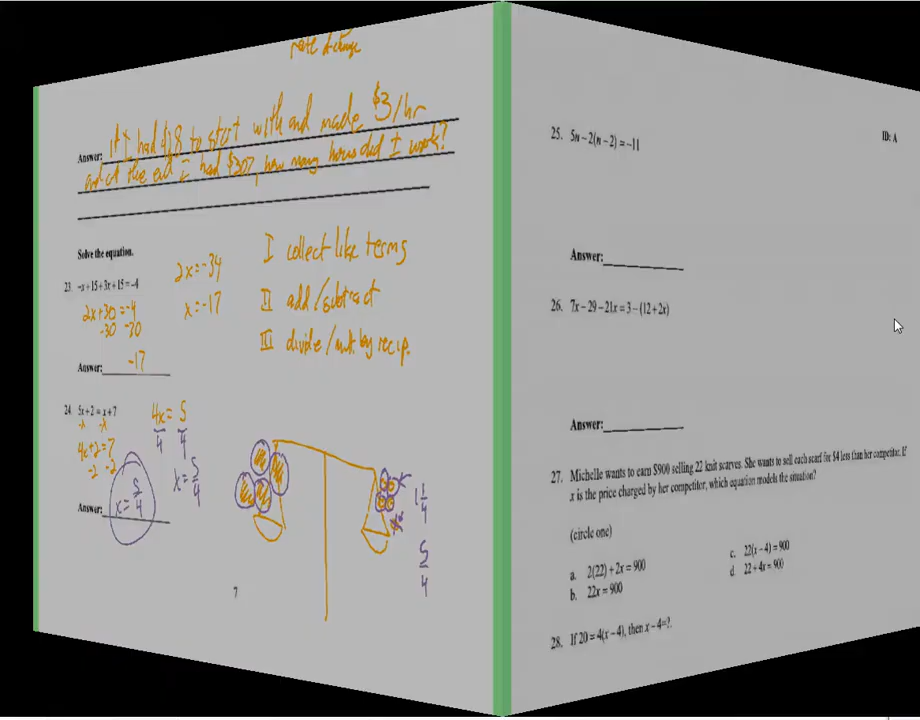 rate of change
If I had $18 to start with and made $3/hr
Answer:
and at the end I had $307, how many hours did I work?
Solve the equation.
23. -x + 15 + 3x + 15 = -4
2x+30=-4
-30 -30
2x=-34
x=-17
Answer: -17
I collect like terms
II add/subtract
III divide/mult. by recip.
24. 5x + 2 = x + 7
-x -x
4x+2=7
-2 -2
4x = 5
4 4
x = 5/4
Answer: x = 5/4
1 1/4
5/4
7
ID: A
25. 5n - 2(n - 2) = -11
Answer:
26. 7x - 29 - 21x = 3 - (12 + 2x)
Answer:
27. Michelle wants to earn $900 selling 22 knit scarves. She wants to sell each scarf for $4 less than her competitor. If
x is the price charged by her competitor, which equation models the situation?
(circle one)
a. 2(22) + 2x = 900
b. 22x = 900
c. 22(x - 4) = 900
d. 22 + 4x = 900
28. If 20 = 4(x - 4), then x - 4 = ?.